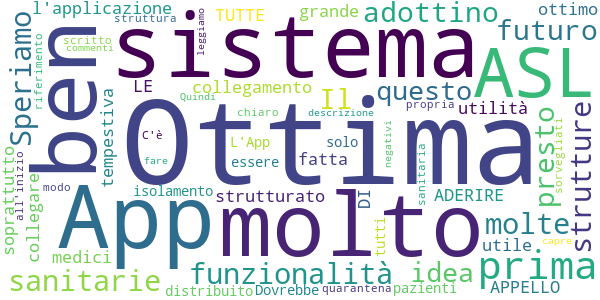 l'applicazione
struttura
TUTTE
grande
adottino
ottimo
scritto
commenti
leggiamo
sistema
futuro
riferimento
Speriamo
ben
LE
collegamento
questo
ASL
tempestiva
Quindi
Il
utilità
chiaro
descrizione
propria
Ottima
C'è
L'App
solo
presto
strutture
sorvegliati
all'inizio
soprattutto
collegare
essere
fatta
negativi
fare
modo
App
isolamento
strutturato
DI
sanitaria
ADERIRE
molto
tutti
molte
medici
utile
prima
capre
sanitarie
funzionalità
idea
APPELLO
distribuito
Dovrebbe
quarantena
pazienti